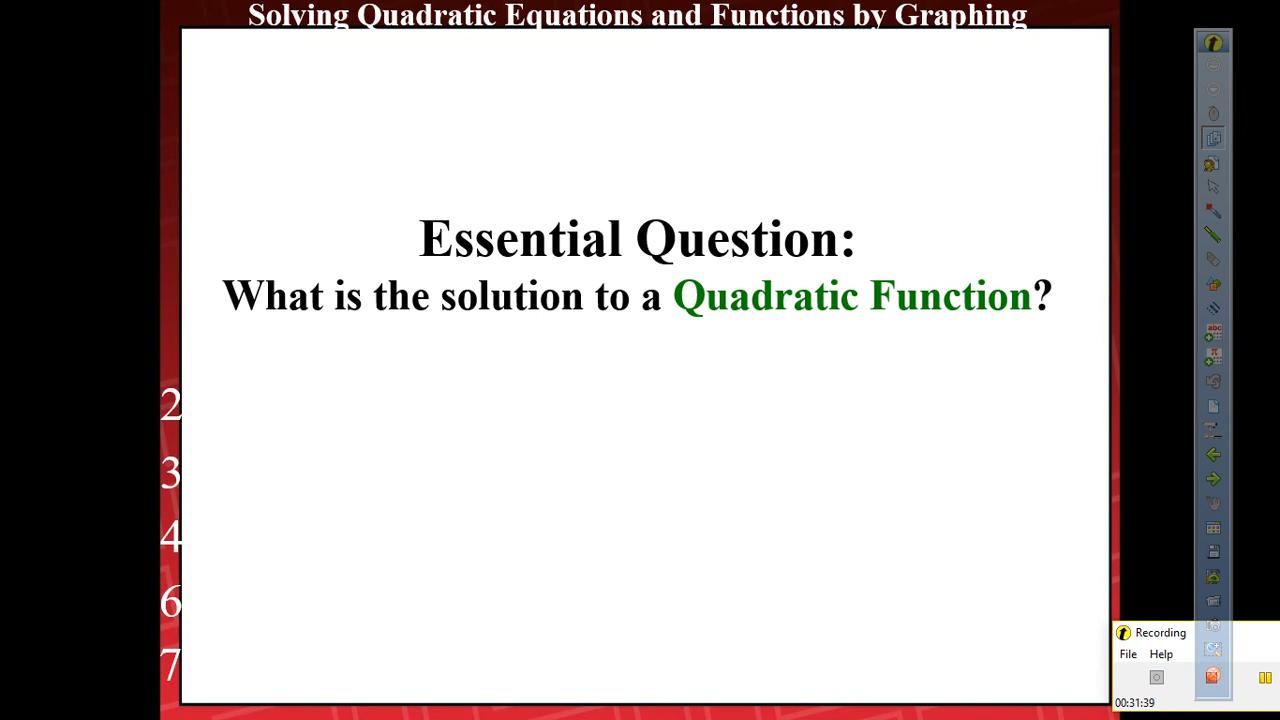 Solving Quadratic Equations and Functions by Graphing
Essential Question:
What is the solution to a Quadratic Function?
2
3
4
6
7
abc
π
Recording
File Help
00:31:39